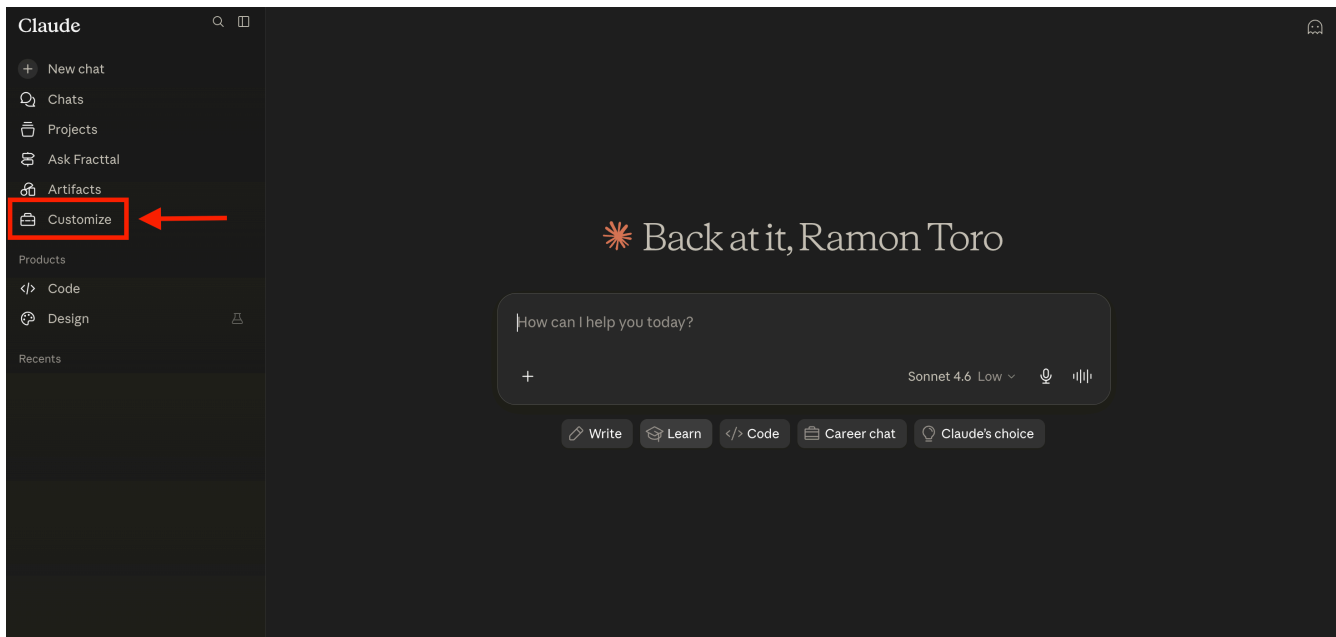 Claude
New chat
Chats
Projects
Ask Fracttal
Artifacts
Customize
Products
Code
Design
Recents
Back at it, Ramon Toro
How can I help you today?
Sonnet 4.6 Low
Write Learn Code Career chat Claude's choice